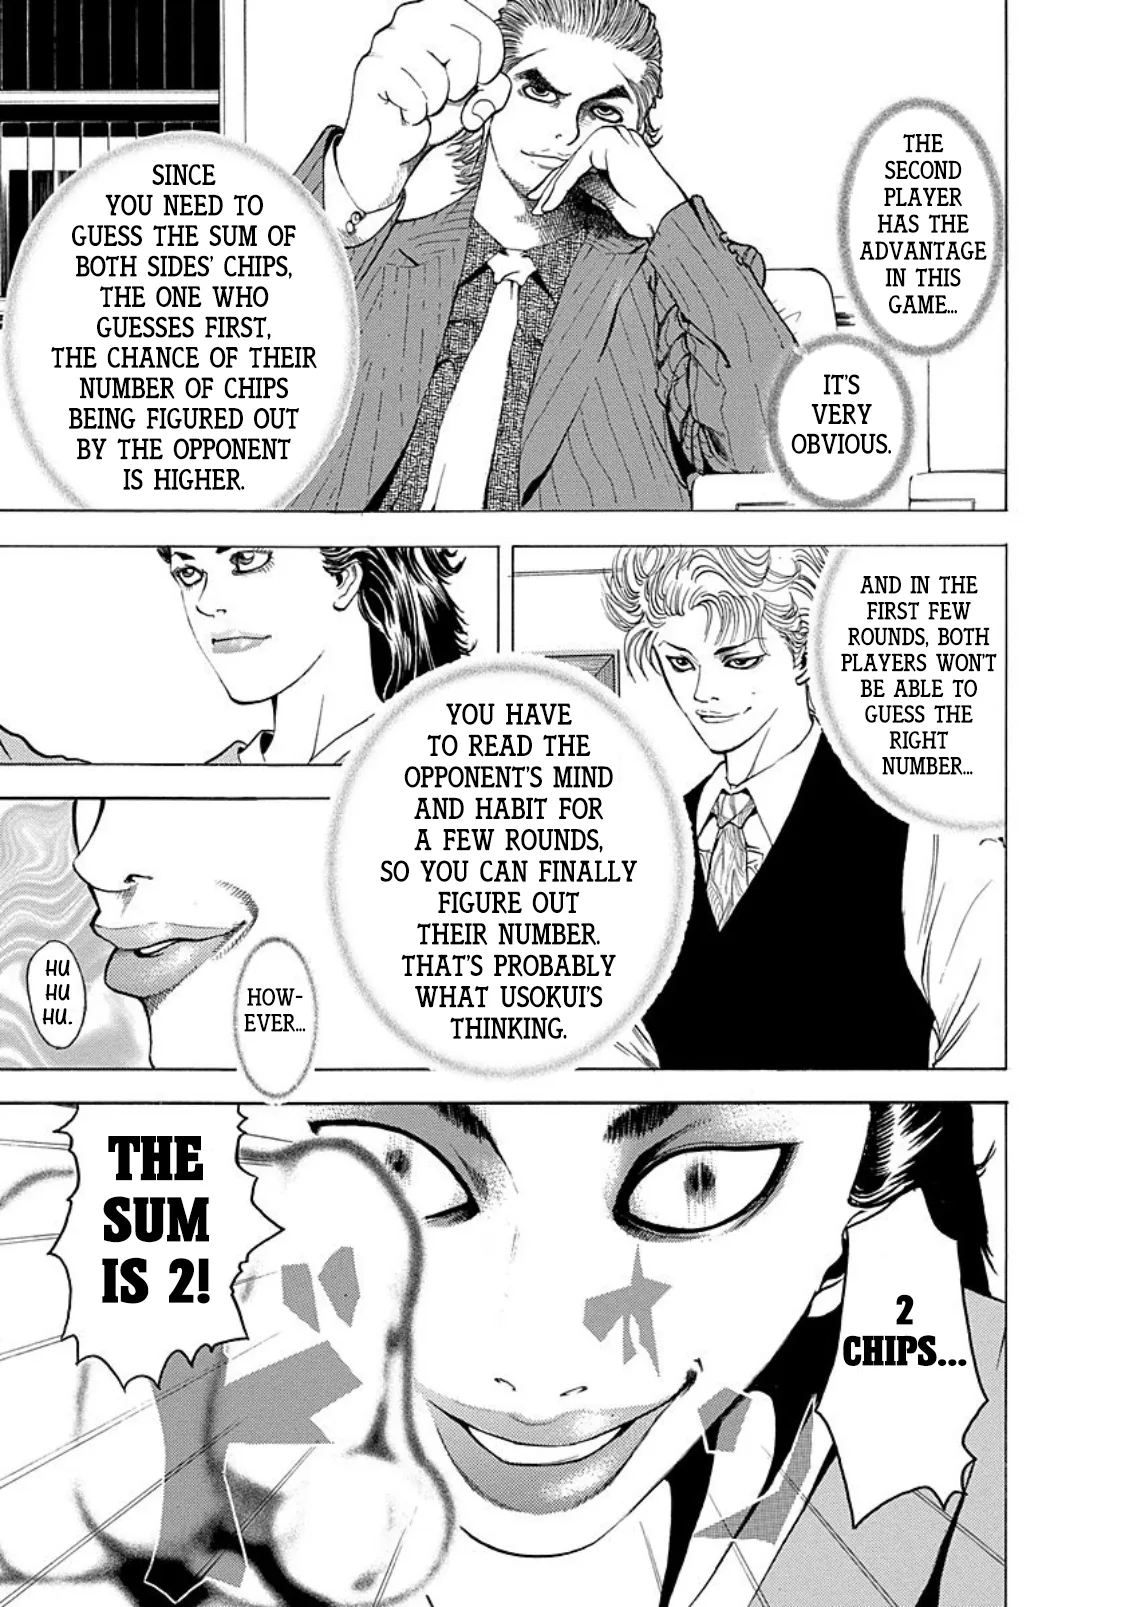 THE
SECOND
PLAYER
HAS THE
ADVANTAGE
IN THIS
GAME...
IT'S
VERY
OBVIOUS.
SINCE
YOU NEED TO
GUESS THE SUM OF
BOTH SIDES' CHIPS,
THE ONE WHO
GUESSES FIRST,
THE CHANCE OF THEIR
NUMBER OF CHIPS
BEING FIGURED OUT
BY THE OPPONENT
IS HIGHER.
AND IN THE
FIRST FEW
ROUNDS, BOTH
PLAYERS WON'T
BE ABLE TO
GUESS THE
RIGHT
NUMBER...
YOU HAVE
TO READ THE
OPPONENT'S MIND
AND HABIT FOR
A FEW ROUNDS,
SO YOU CAN FINALLY
FIGURE OUT
THEIR NUMBER.
THAT'S PROBABLY
WHAT USOKUI'S
THINKING.
HOW-
EVER...
HU
HU
HU.
2
CHIPS...
THE
SUM
IS 2!